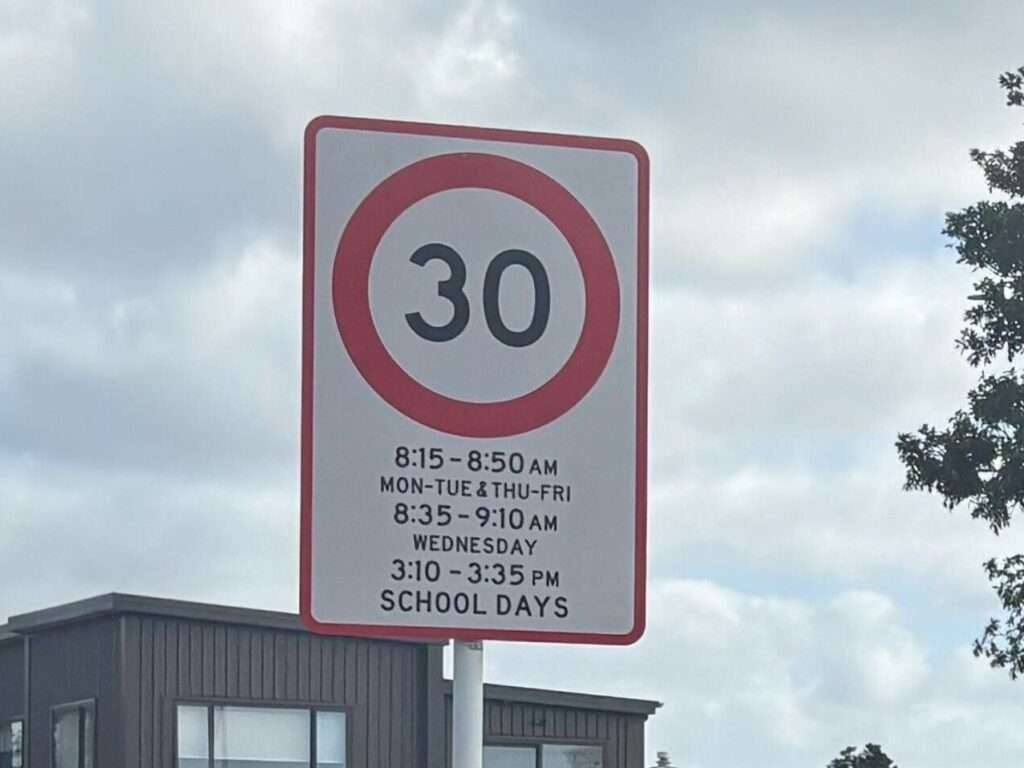 30
8:15-8:50 AM
MON-TUE & THU-FRI
8:35-9:10 AM
WEDNESDAY
3:10-3:35 PM
SCHOOL DAYS